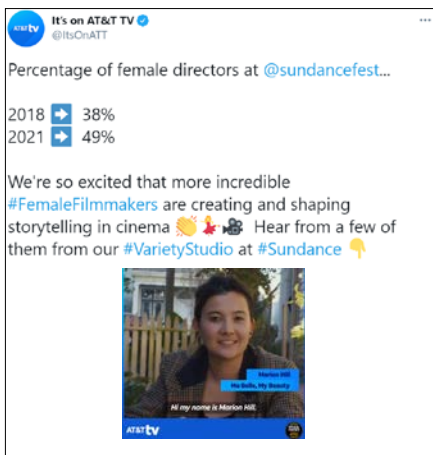 AT&T tv
It's on AT&T TV
@ItsOnATT
Percentage of female directors at @sundancefest...
2018 ➡ 38%
2021 ➡ 49%
We're so excited that more incredible
#FemaleFilmmakers are creating and shaping
storytelling in cinema 👏💃🎥 Hear from a few of
them from our #VarietyStudio at #Sundance 👇
Marion Hill
Ma Belle, My Beauty
Hi my name is Marion Hill.
AT&T tv